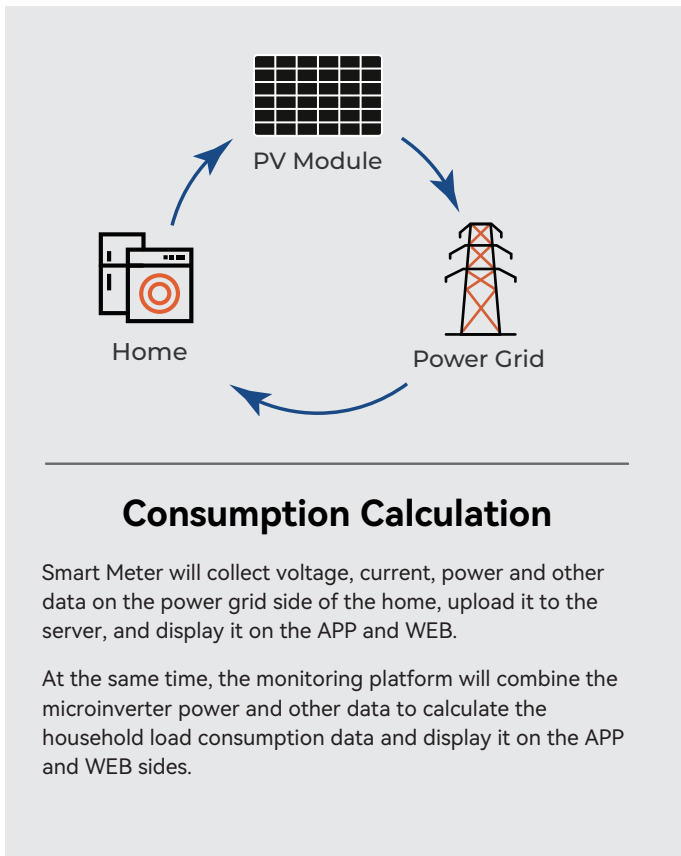 PV Module
Home
Power Grid
Consumption Calculation
Smart Meter will collect voltage, current, power and other
data on the power grid side of the home, upload it to the
server, and display it on the APP and WEB.
At the same time, the monitoring platform will combine the
microinverter power and other data to calculate the
household load consumption data and display it on the APP
and WEB sides.